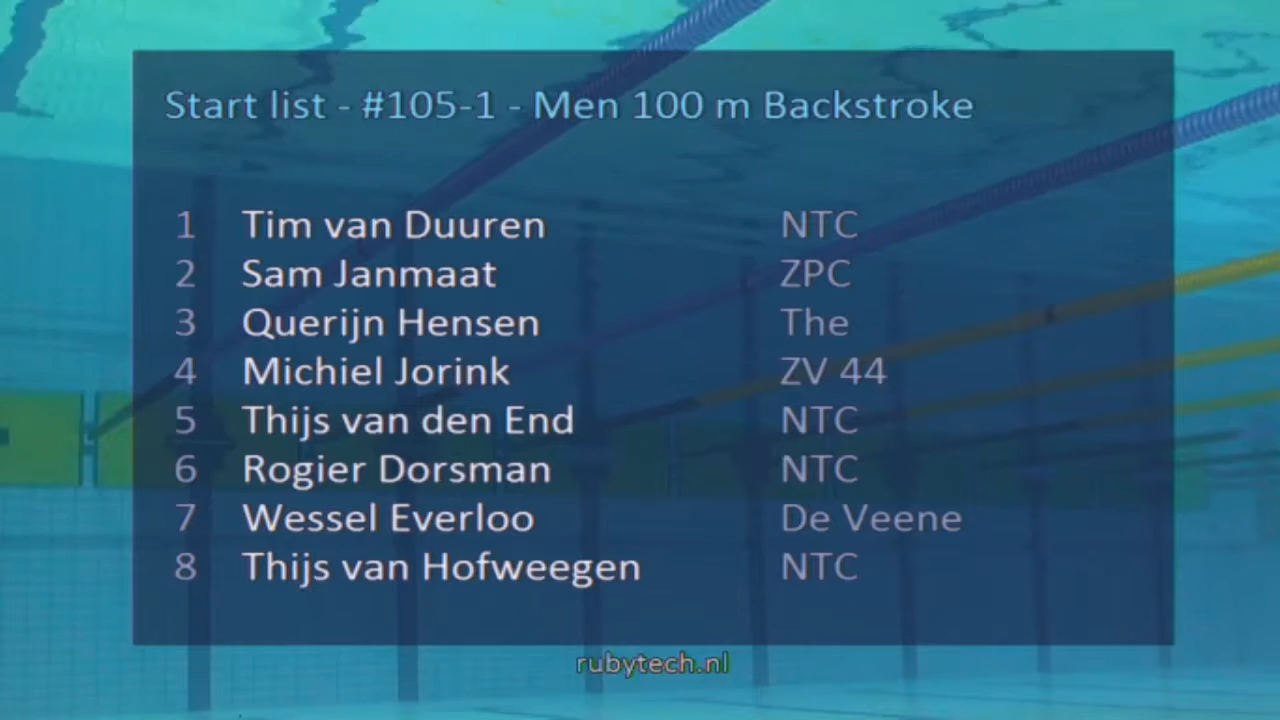 Start list - #105-1 - Men 100 m Backstroke
1 Tim van Duuren NTC
2 Sam Janmaat ZPC
3 Querijn Hensen The
4 Michiel Jorink ZV 44
5 Thijs van den End NTC
6 Rogier Dorsman NTC
7 Wessel Everloo De Veene
8 Thijs van Hofweegen NTC
rubytech.nl